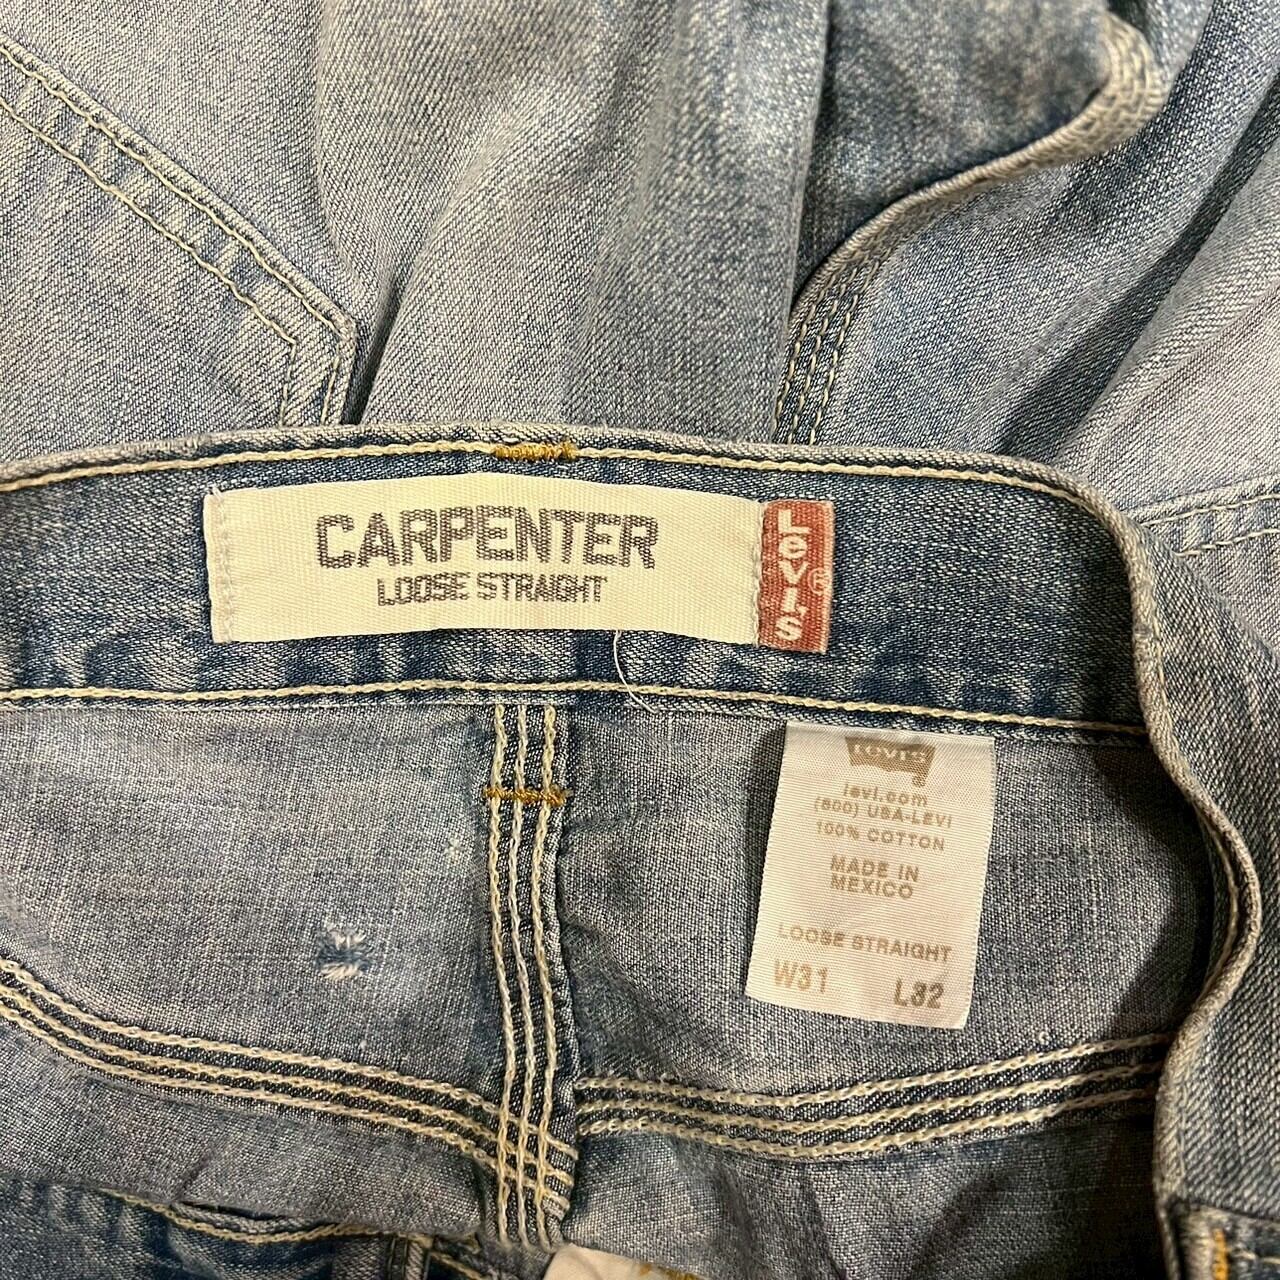 CARPENTER
LOOSE STRAIGHT
LeVI'S ®
LEVI'S
levi.com
(800) USA-LEVI
100% COTTON
MADE IN
MEXICO
LOOSE STRAIGHT
W31 L32